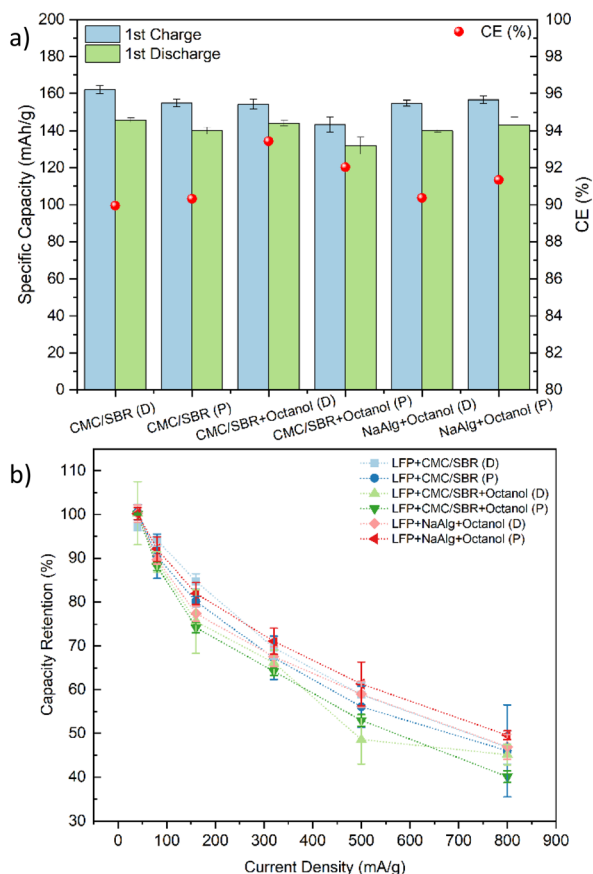 a)
200
180
160
140
120
100
80
60
40
20
0
Specific Capacity (mAh/g)
1st Charge
1st Discharge
CE (%)
100
98
96
94
92
90
88
86
84
82
80
CE (%)
CMC/SBR (D)
CMC/SBR (P)
CMC/SBR+Octanol (D)
CMC/SBR+Octanol (P)
NaAlg+Octanol (D)
NaAlg+Octanol (P)
b)
110
100
90
80
70
60
50
40
30
Capacity Retention (%)
LFP+CMC/SBR (D)
LFP+CMC/SBR (P)
LFP+CMC/SBR+Octanol (D)
LFP+CMC/SBR+Octanol (P)
LFP+NaAlg+Octanol (D)
LFP+NaAlg+Octanol (P)
0 100 200 300 400 500 600 700 800 900
Current Density (mA/g)